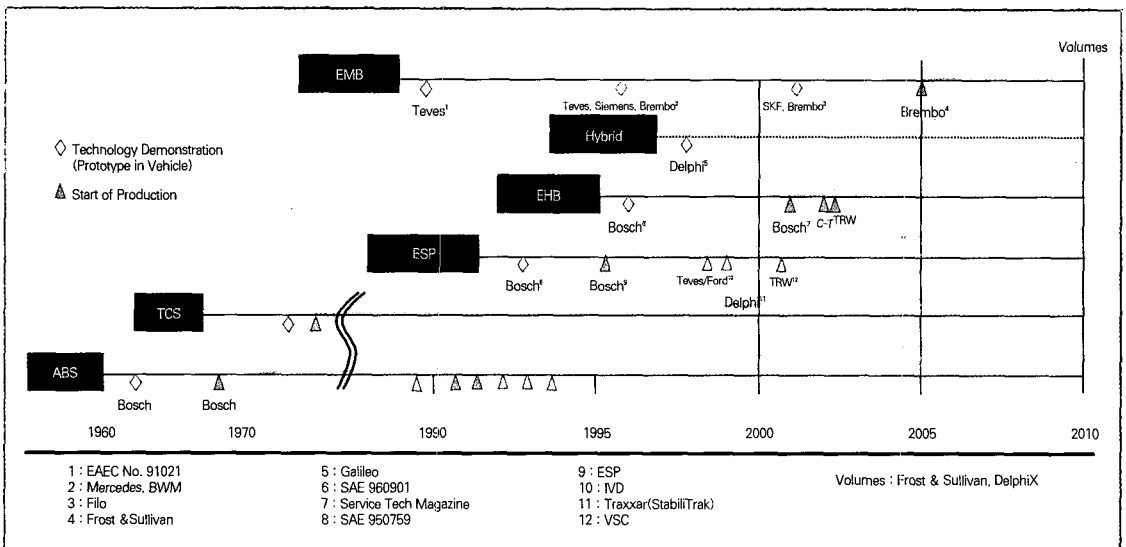 Volumes
EMB
Teves¹
Teves, Siemens, Brembo²
SKF, Brembo³
Brembo⁴
◇ Technology Demonstration
(Prototype in Vehicle)
Start of Production
Hybrid
Delphi⁵
EHB
Bosch⁶
Bosch⁷
C-T
TRW
ESP
Bosch⁸
Bosch⁹
Teves/Ford¹⁰
Delphi¹¹
TRW¹²
TCS
ABS
Bosch
Bosch
1960 1970 1990 1995 2000 2005 2010
1 : EAEC No. 91021
2 : Mercedes, BWM
3 : Filo
4 : Frost & Sullivan
5 : Galileo
6 : SAE 960901
7 : Service Tech Magazine
8 : SAE 950759
9 : ESP
10 : IVD
11 : Traxxar(StabiliTrak)
12 : VSC
Volumes : Frost & Sullivan, DelphiX